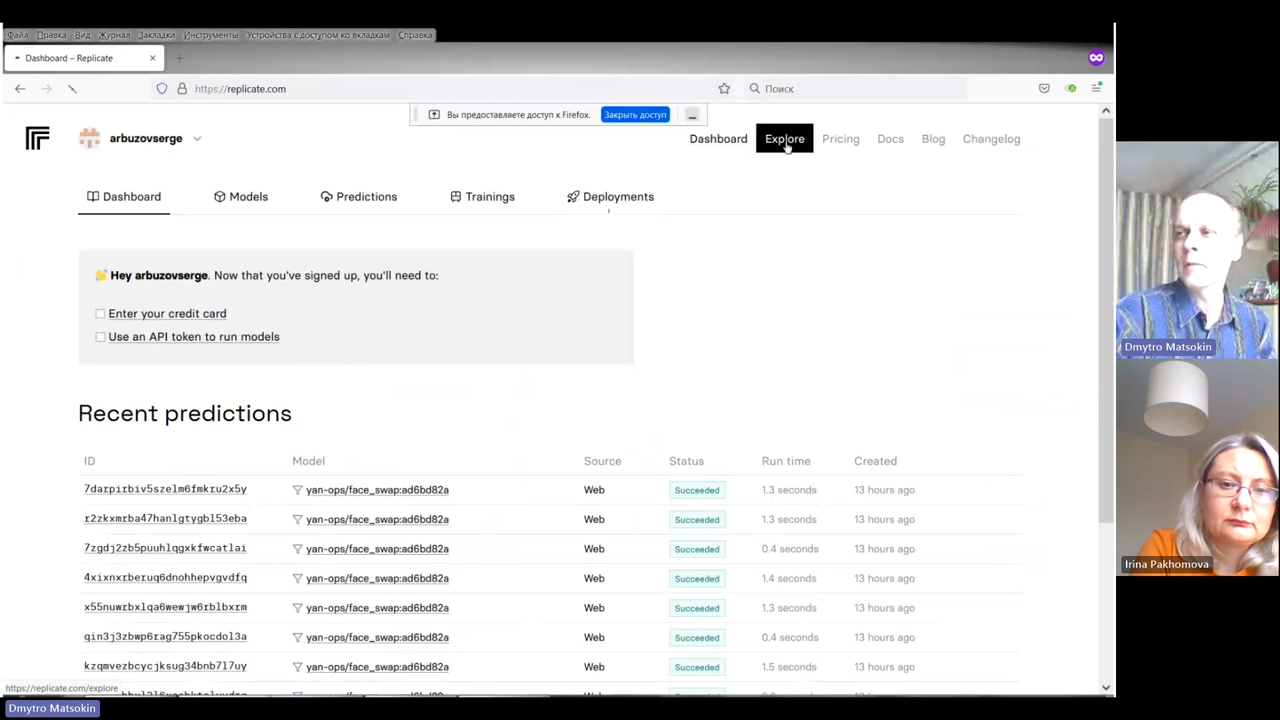 Файл Правка Вид Журнал Закладки Инструменты Устройства с доступом ко вкладкам Справка
Dashboard – Replicate
https://replicate.com
Поиск
Вы предоставляете доступ к Firefox. Закрыть доступ
arbuzovserge
Dashboard Explore Pricing Docs Blog Changelog
Dashboard Models Predictions Trainings Deployments
Hey arbuzovserge. Now that you've signed up, you'll need to:
Enter your credit card
Use an API token to run models
Recent predictions
ID Model Source Status Run time Created
7darpirbiv5szelm6fmkru2x5y yan-ops/face_swap:ad6bd82a Web Succeeded 1.3 seconds 13 hours ago
r2zkxmrba47hanlgtygbl53eba yan-ops/face_swap:ad6bd82a Web Succeeded 1.3 seconds 13 hours ago
7zgdj2zb5puuhlqgxkfwcatlai yan-ops/face_swap:ad6bd82a Web Succeeded 0.4 seconds 13 hours ago
4xixnxrberuq6dnohhepvgvdfq yan-ops/face_swap:ad6bd82a Web Succeeded 1.4 seconds 13 hours ago
x55nuwrbxlqa6wewjw6rblbxrm yan-ops/face_swap:ad6bd82a Web Succeeded 1.3 seconds 13 hours ago
qin3j3zbwp6rag755pkocdol3a yan-ops/face_swap:ad6bd82a Web Succeeded 0.4 seconds 13 hours ago
kzqmvezbcycjksug34bnb7l7uy yan-ops/face_swap:ad6bd82a Web Succeeded 1.5 seconds 13 hours ago
https://replicate.com/explore
Dmytro Matsokin
Irina Pakhomova
Dmytro Matsokin